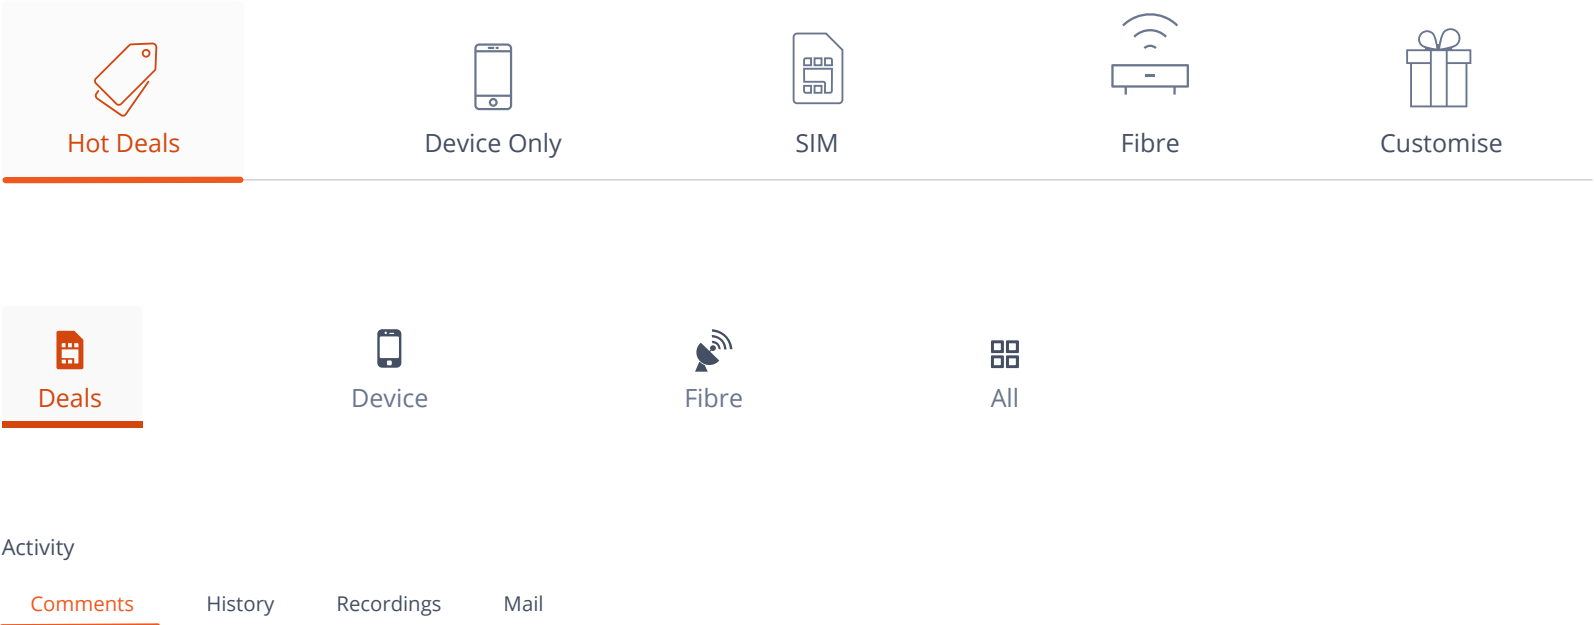 Hot Deals Device Only SIM Fibre Customise
Deals Device Fibre All
Activity
Comments History Recordings Mail